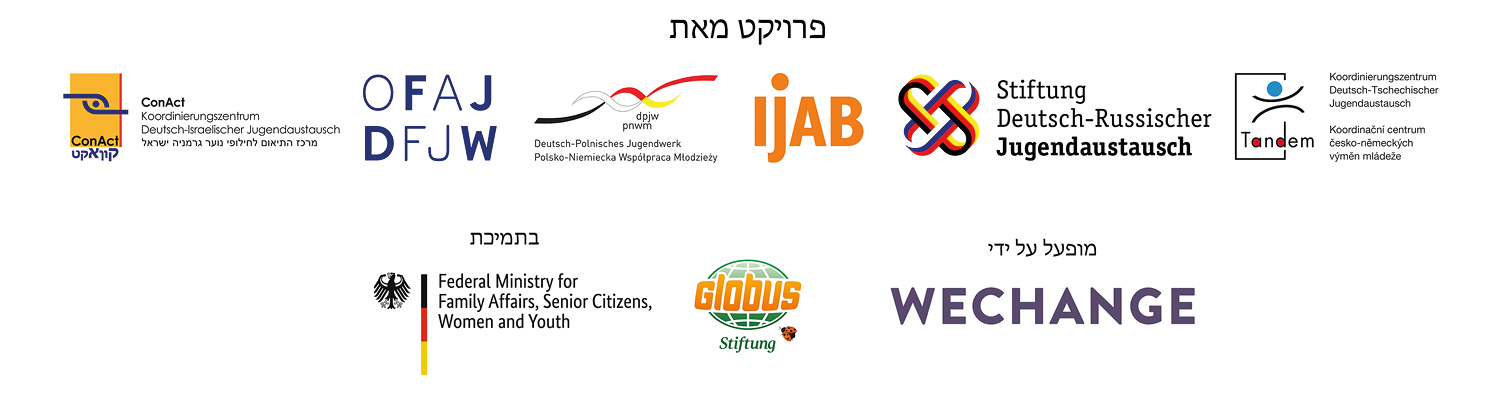 פרויקט מאת
ConAct
קוןאקט
ConAct
Koordinierungszentrum
Deutsch-Israelischer Jugendaustausch
מרכז התיאום לחילופי נוער גרמניה ישראל
OFAJ
DFJW
dpjw
pnwm
Deutsch-Polnisches Jugendwerk
Polsko-Niemiecka Współpraca Młodzieży
IjAB
Stiftung
Deutsch-Russischer
Jugendaustausch
Tandem
Koordinierungszentrum
Deutsch-Tschechischer
Jugendaustausch
Koordinační centrum
česko-německých
výměn mládeže
בתמיכת
Federal Ministry for
Family Affairs, Senior Citizens,
Women and Youth
Globus
Stiftung
מופעל על ידי
WECHANGE